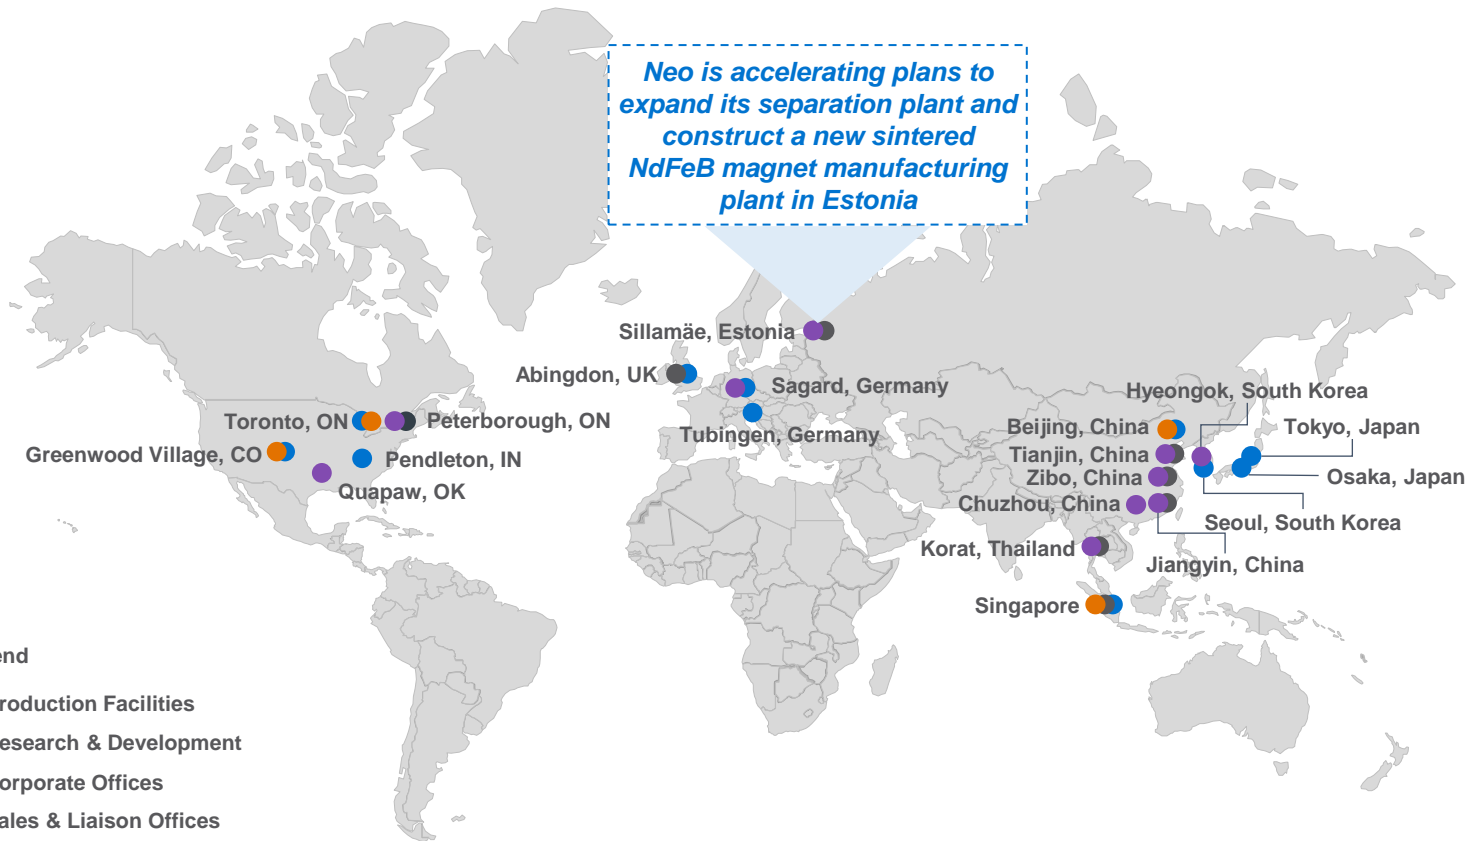 Neo is accelerating plans to
expand its separation plant and
construct a new sintered
NdFeB magnet manufacturing
plant in Estonia
Sillamäe, Estonia
Abingdon, UK
Sagard, Germany
Hyeongok, South Korea
Toronto, ON
Peterborough, ON
Tubingen, Germany
Beijing, China
Tokyo, Japan
Greenwood Village, CO
Pendleton, IN
Tianjin, China
Zibo, China
Osaka, Japan
Quapaw, OK
Chuzhou, China
Seoul, South Korea
Korat, Thailand
Jiangyin, China
Singapore
end
roduction Facilities
esearch & Development
orporate Offices
ales & Liaison Offices